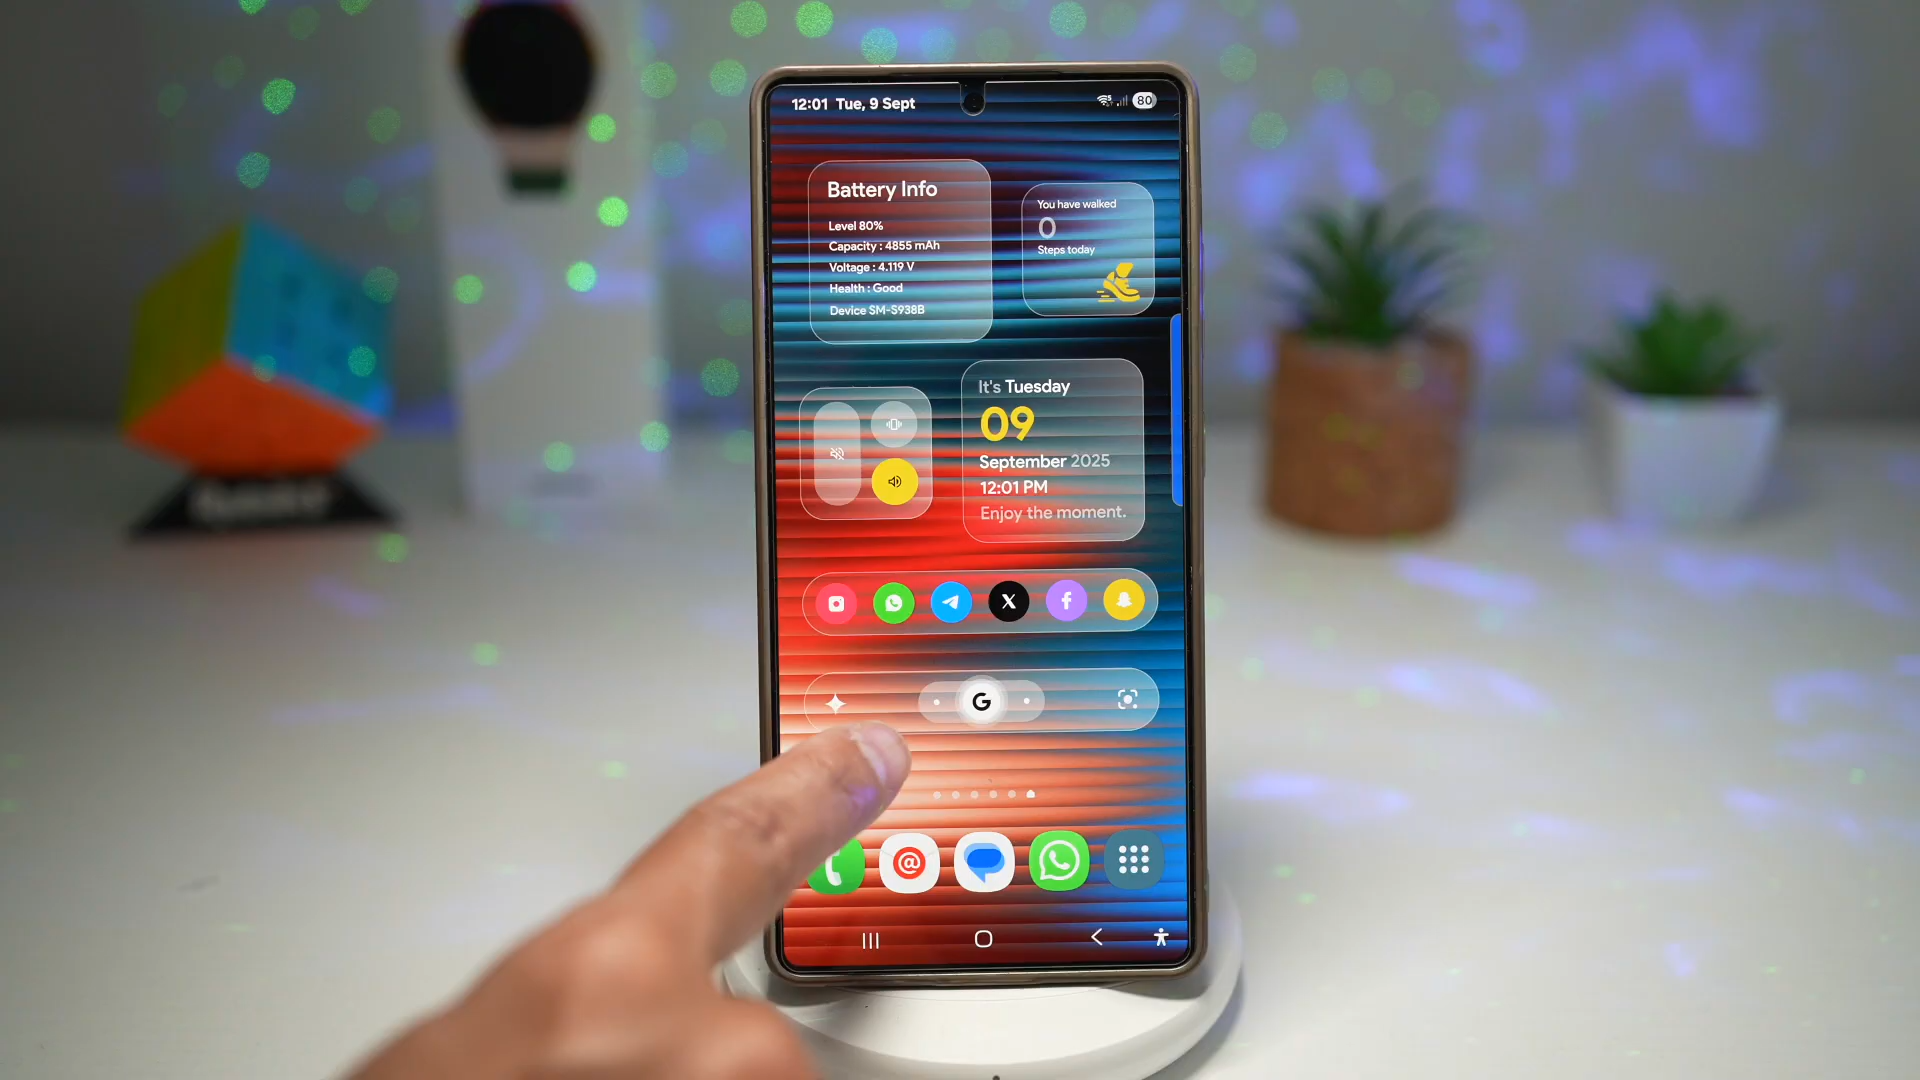 12:01 Tue, 9 Sept
80
Battery Info
Level 80%
Capacity : 4855 mAh
Voltage : 4.119 V
Health : Good
Device SM-S938B
You have walked
0
Steps today
It's Tuesday
09
September 2025
12:01 PM
Enjoy the moment.
X
f
G
@